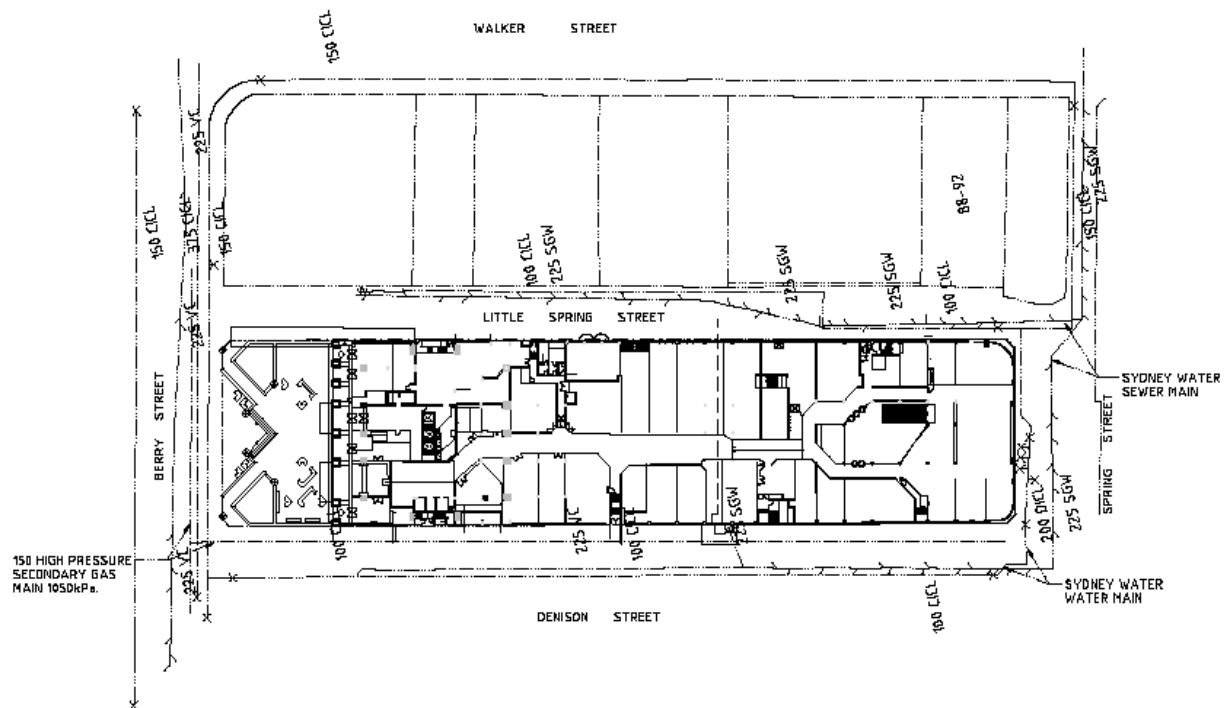 WALKER STREET
150 CICL
225 VC
150 CICL
375 CICL
150 CICL
225 VC
88-92
225 SGW
150 CICL
100 CICL
225 SGW
225 SGW
225 SGW
100 CICL
LITTLE SPRING STREET
SYDNEY WATER
SEWER MAIN
BERRY STREET
SPRING STREET
100 CICL
225 VC
100 CICL
225 SGW
200 DICL
225 SGW
150 HIGH PRESSURE
SECONDARY GAS
MAIN 1050kPa.
225 VC
SYDNEY WATER
WATER MAIN
100 CICL
DENISON STREET